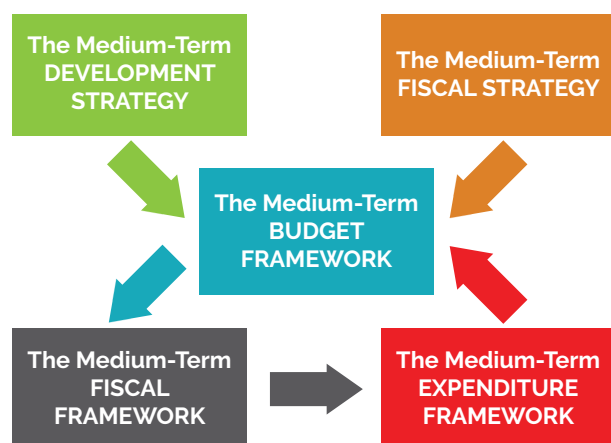 The Medium-Term
DEVELOPMENT
STRATEGY
The Medium-Term
FISCAL STRATEGY
The Medium-Term
BUDGET
FRAMEWORK
The Medium-Term
FISCAL
FRAMEWORK
The Medium-Term
EXPENDITURE
FRAMEWORK